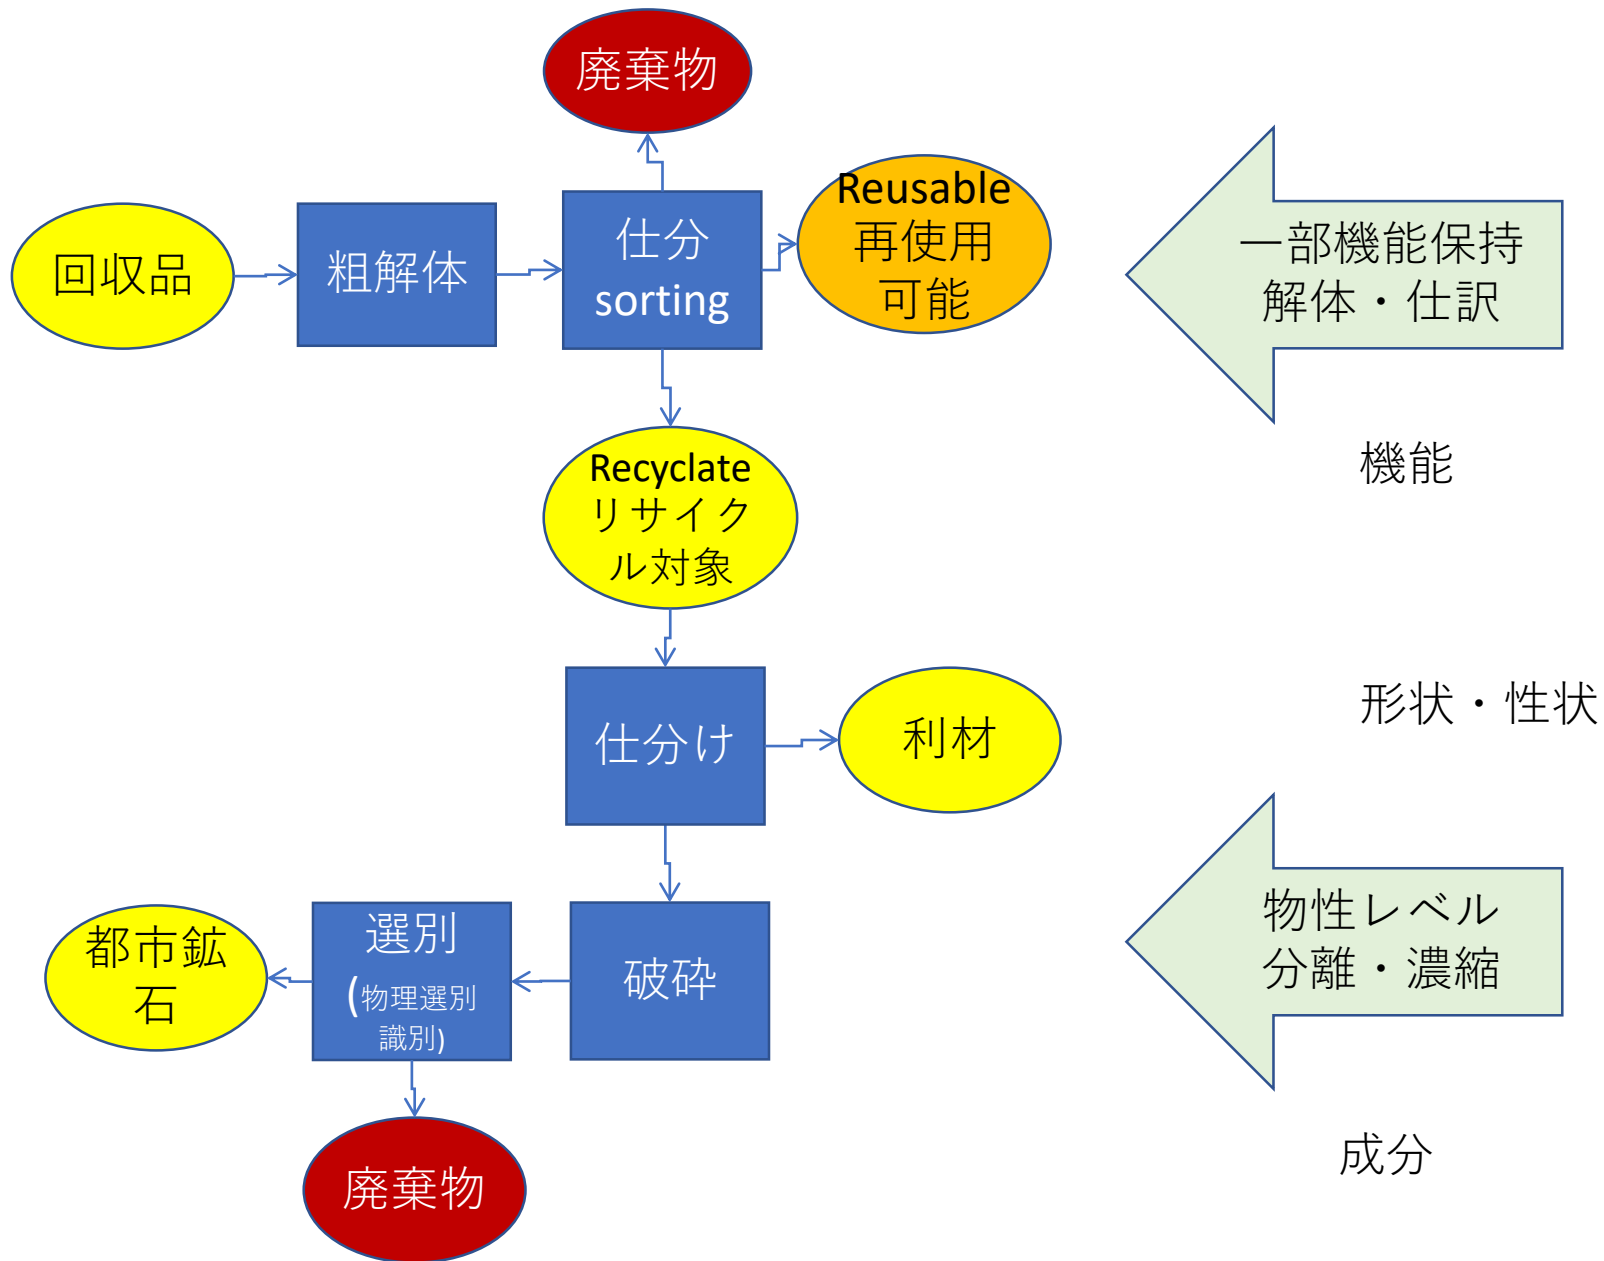 廃棄物
回収品
粗解体
仕分
sorting
Reusable
再使用
可能
一部機能保持
解体・仕訳
機能
Recyclate
リサイク
ル対象
仕分け
利材
形状・性状
都市鉱
石
選別
(物理選別
識別)
破砕
物性レベル
分離・濃縮
成分
廃棄物